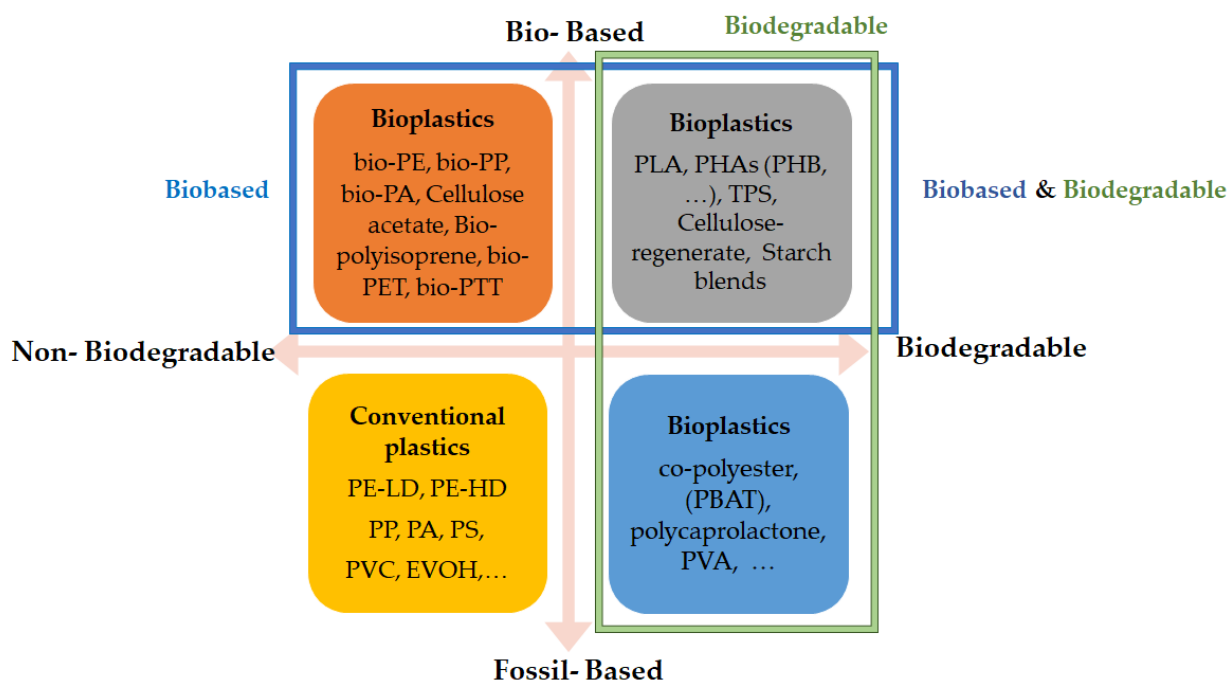 Biodegradable
Bio- Based
Bioplastics
bio-PE, bio-PP,
bio-PA, Cellulose
acetate, Bio-
polyisoprene, bio-
PET, bio-PTT
Bioplastics
PLA, PHAs (PHB,
…), TPS,
Cellulose-
regenerate, Starch
blends
Biobased
Biobased & Biodegradable
Non- Biodegradable
Biodegradable
Conventional
plastics
PE-LD, PE-HD
PP, PA, PS,
PVC, EVOH,…
Bioplastics
co-polyester,
(PBAT),
polycaprolactone,
PVA, …
Fossil- Based